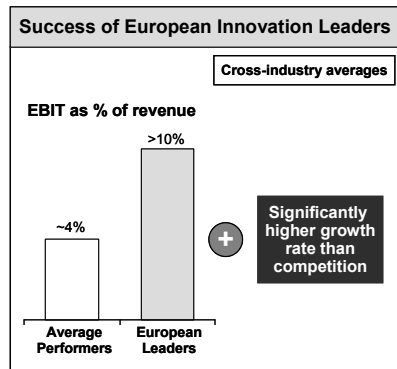 Success of European Innovation Leaders
Cross-industry averages
EBIT as % of revenue
>10%
~4%
+
Significantly
higher growth
rate than
competition
Average
Performers
European
Leaders